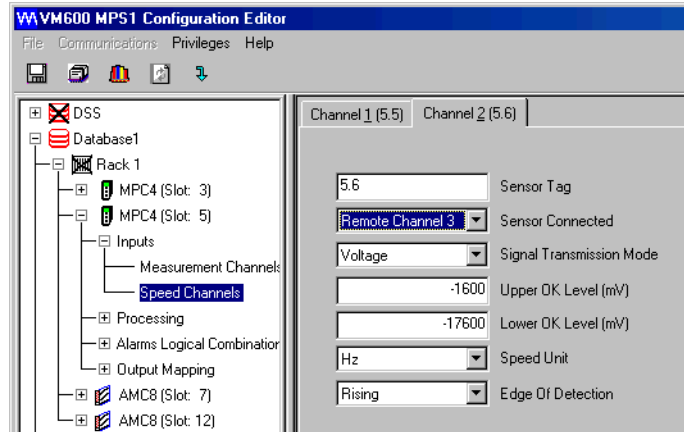 VM600 MPS1 Configuration Editor
File Communications Privileges Help
DSS
Database1
Rack 1
MPC4 (Slot: 3)
MPC4 (Slot: 5)
Inputs
Measurement Channels
Speed Channels
Processing
Alarms Logical Combination
Output Mapping
AMC8 (Slot: 7)
AMC8 (Slot: 12)
Channel 1 (5.5) Channel 2 (5.6)
5.6 Sensor Tag
Remote Channel 3 Sensor Connected
Voltage Signal Transmission Mode
-1600 Upper OK Level (mV)
-17600 Lower OK Level (mV)
Hz Speed Unit
Rising Edge Of Detection